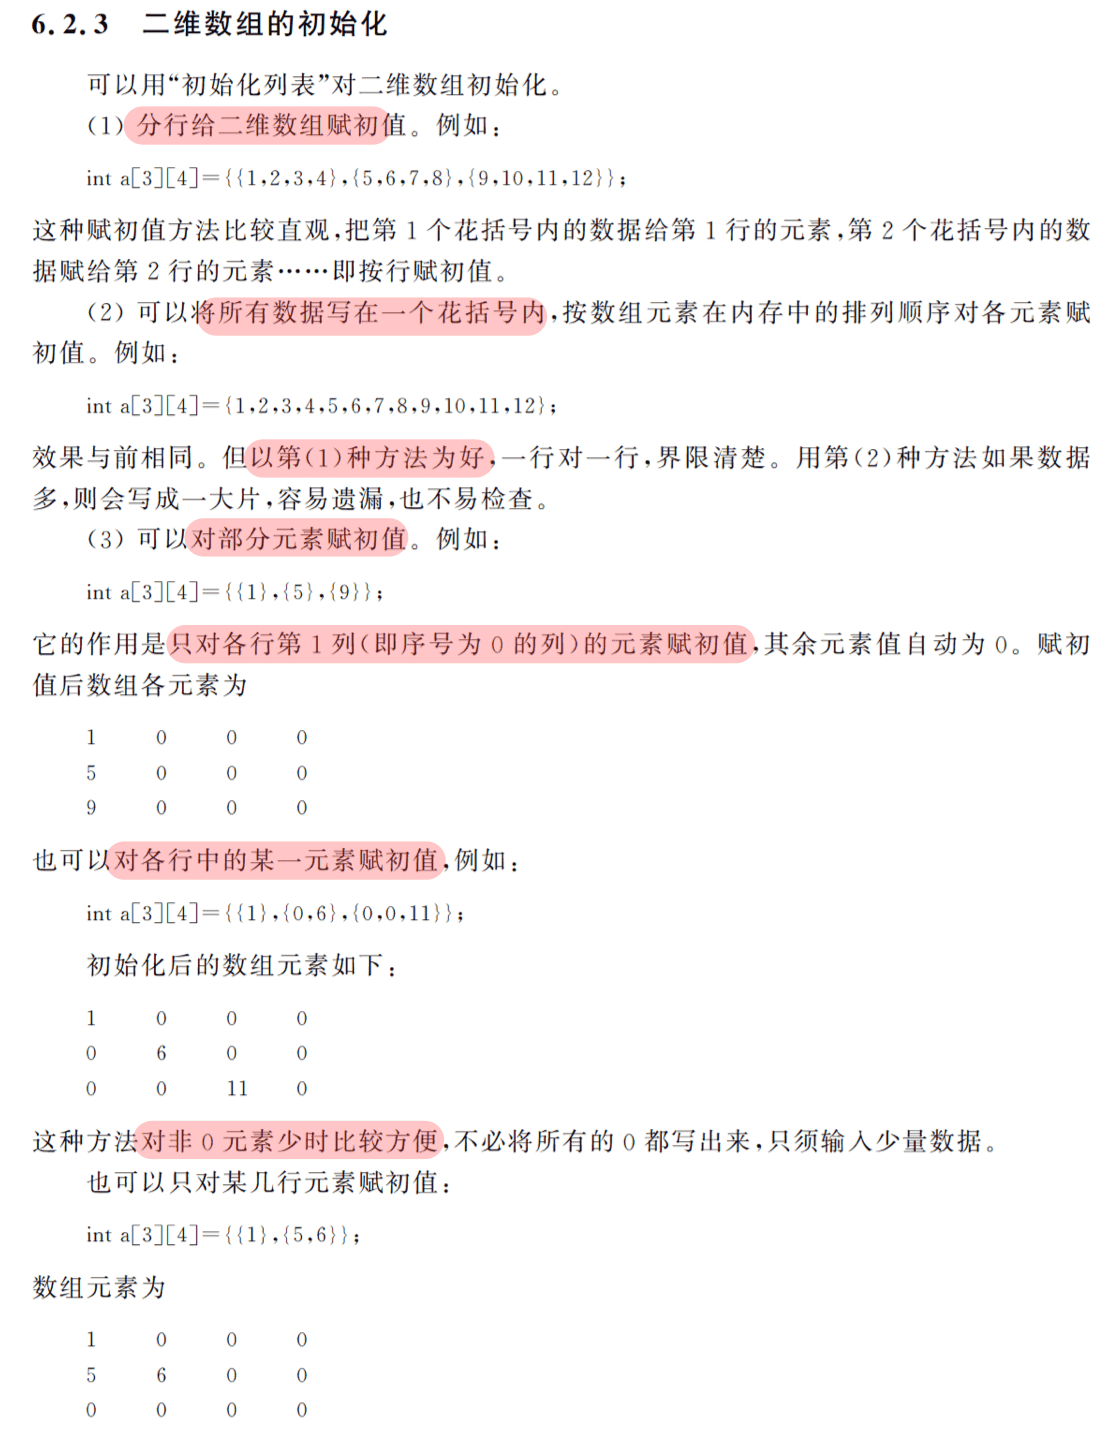 6.2.3 二维数组的初始化
可以用“初始化列表”对二维数组初始化。
(1) 分行给二维数组赋初值。例如:
int a[3][4]={{1,2,3,4},{5,6,7,8},{9,10,11,12}};
这种赋初值方法比较直观,把第 1 个花括号内的数据给第 1 行的元素,第 2 个花括号内的数
据赋给第 2 行的元素……即按行赋初值。
(2) 可以将所有数据写在一个花括号内,按数组元素在内存中的排列顺序对各元素赋
初值。例如:
int a[3][4]={1,2,3,4,5,6,7,8,9,10,11,12};
效果与前相同。但以第(1)种方法为好,一行对一行,界限清楚。用第(2)种方法如果数据
多,则会写成一大片,容易遗漏,也不易检查。
(3) 可以对部分元素赋初值。例如:
int a[3][4]={{1},{5},{9}};
它的作用是只对各行第 1 列(即序号为 0 的列)的元素赋初值,其余元素值自动为 0。赋初
值后数组各元素为
1 0 0 0
5 0 0 0
9 0 0 0
也可以对各行中的某一元素赋初值,例如:
int a[3][4]={{1},{0,6},{0,0,11}};
初始化后的数组元素如下:
1 0 0 0
0 6 0 0
0 0 11 0
这种方法对非 0 元素少时比较方便,不必将所有的 0 都写出来,只须输入少量数据。
也可以只对某几行元素赋初值:
int a[3][4]={{1},{5,6}};
数组元素为
1 0 0 0
5 6 0 0
0 0 0 0